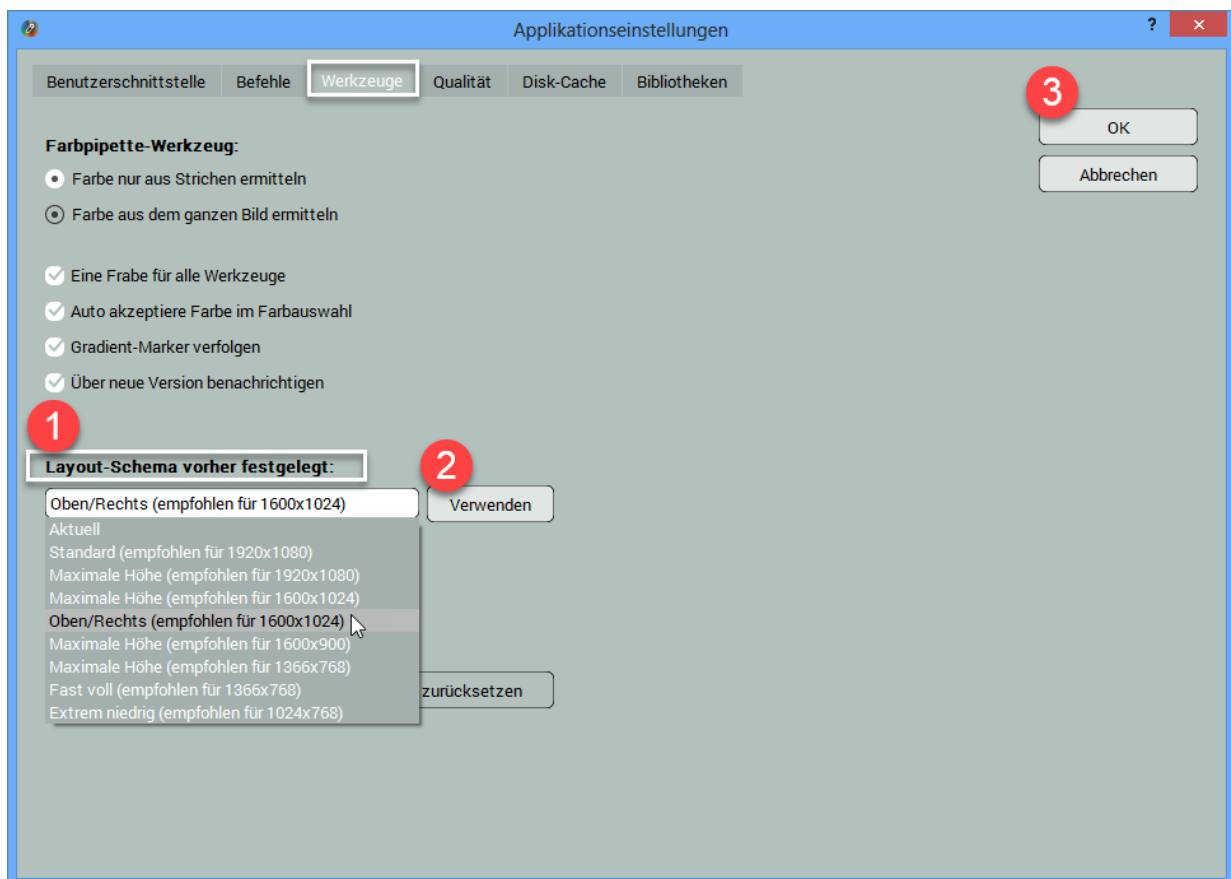 Applikationseinstellungen
?
×
Benutzerschnittstelle Befehle Werkzeuge Qualität Disk-Cache Bibliotheken
3
OK
Abbrechen
Farbpipette-Werkzeug:
Farbe nur aus Strichen ermitteln
Farbe aus dem ganzen Bild ermitteln
Eine Frabe für alle Werkzeuge
Auto akzeptiere Farbe im Farbauswahl
Gradient-Marker verfolgen
Über neue Version benachrichtigen
1
Layout-Schema vorher festgelegt:
2
Oben/Rechts (empfohlen für 1600x1024)
Verwenden
Aktuell
Standard (empfohlen für 1920x1080)
Maximale Höhe (empfohlen für 1920x1080)
Maximale Höhe (empfohlen für 1600x1024)
Oben/Rechts (empfohlen für 1600x1024)
Maximale Höhe (empfohlen für 1600x900)
Maximale Höhe (empfohlen für 1366x768)
Fast voll (empfohlen für 1366x768)
zurücksetzen
Extrem niedrig (empfohlen für 1024x768)